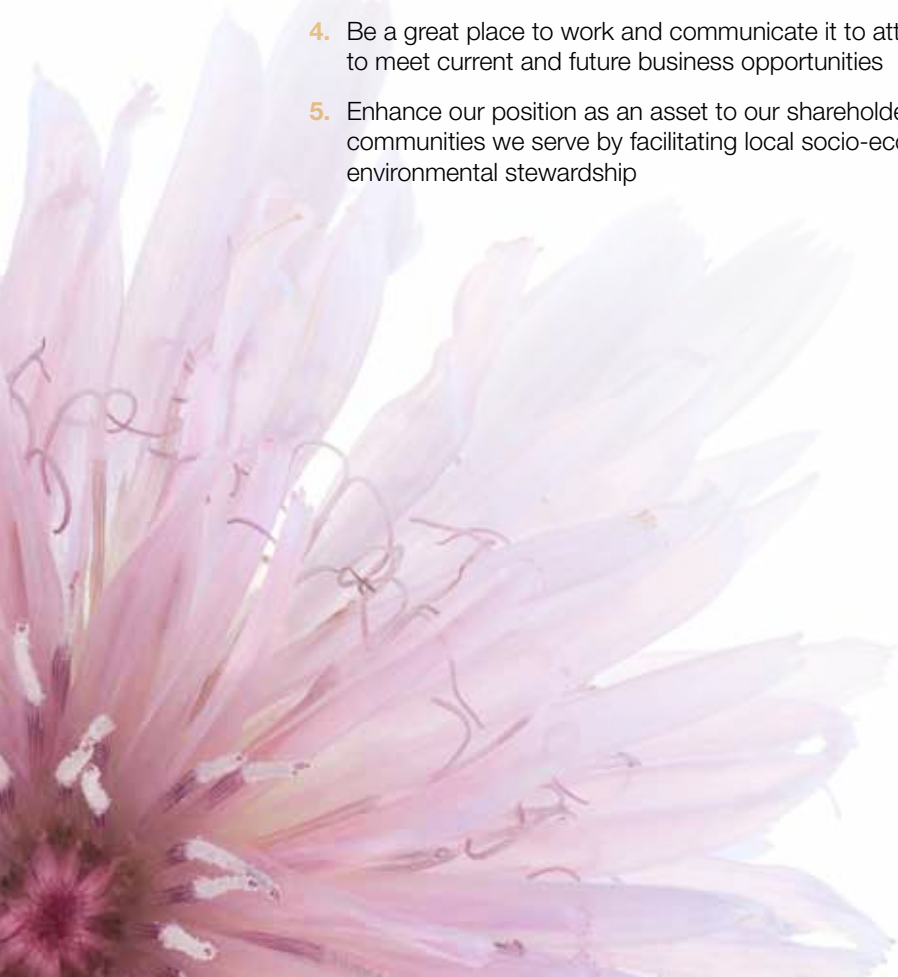 4. Be a great place to work and communicate it to att
to meet current and future business opportunities
5. Enhance our position as an asset to our shareholde
communities we serve by facilitating local socio-eco
environmental stewardship